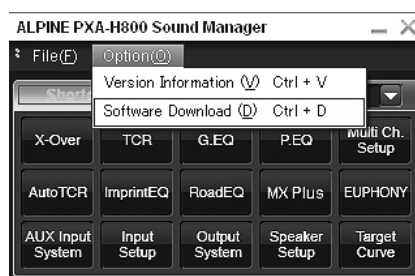 ALPINE PXA-H800 Sound Manager
File(F) Option(O)
Version Information (V) Ctrl + V
Software Download (D) Ctrl + D
X-Over TCR G.EQ P.EQ Multi Ch. Setup
AutoTCR ImprintEQ RoadEQ MX Plus EUPHONY
AUX Input System Input Setup Output System Speaker Setup Target Curve